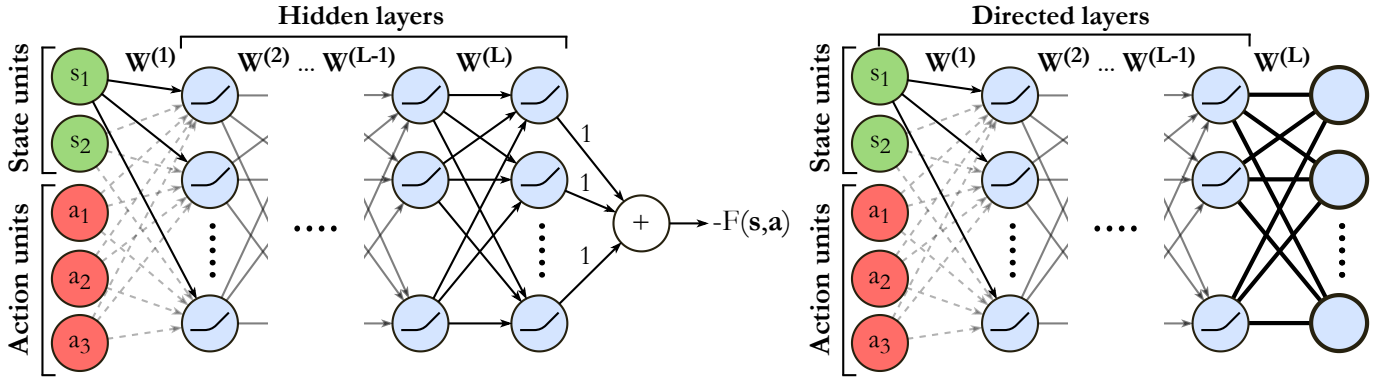 Hidden layers
W(1) W(2) ... W(L-1) W(L)
State units
Action units
s1
s2
a1
a2
a3
....
1
1
1
+
-F(s,a)
Directed layers
W(1) W(2) ... W(L-1) W(L)
State units
Action units
s1
s2
a1
a2
a3
....